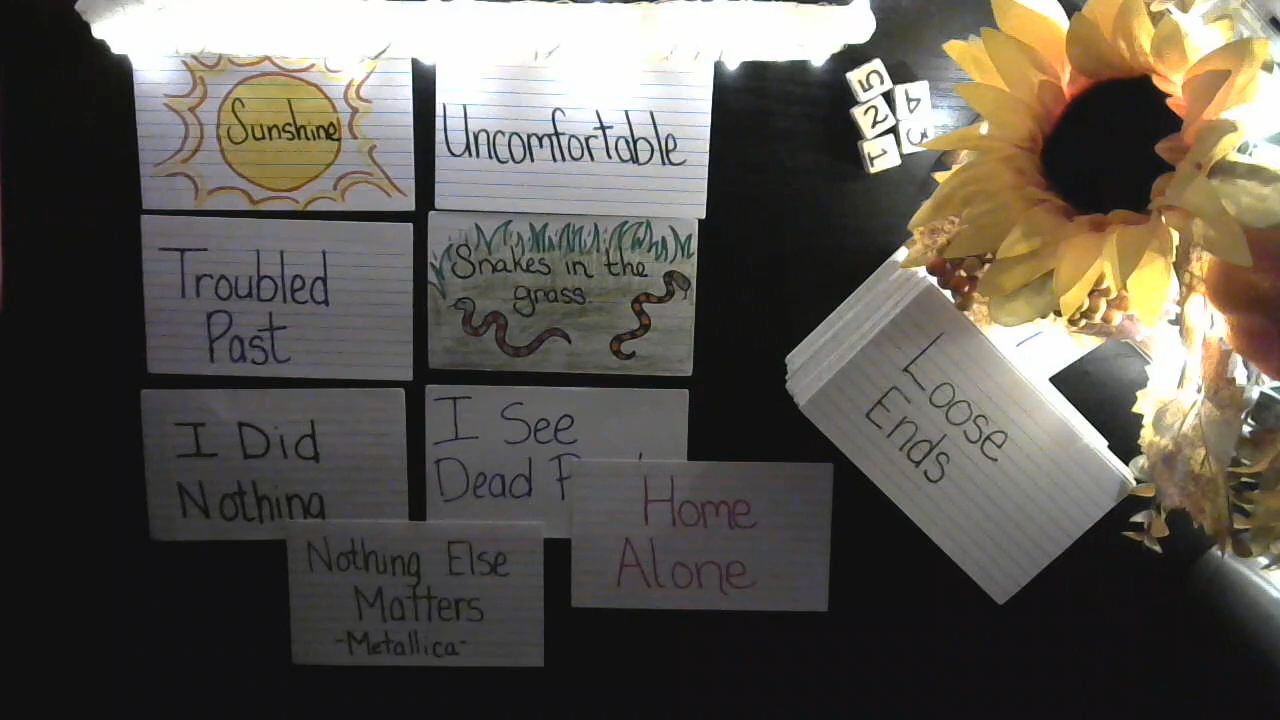 Sunshine
Uncomfortable
5
2
1
4
3
Troubled
Past
Snakes in the
grass
Loose
Ends
I Did
Nothing
I See
Dead
Home
Alone
Nothing Else
Matters
-Metallica-